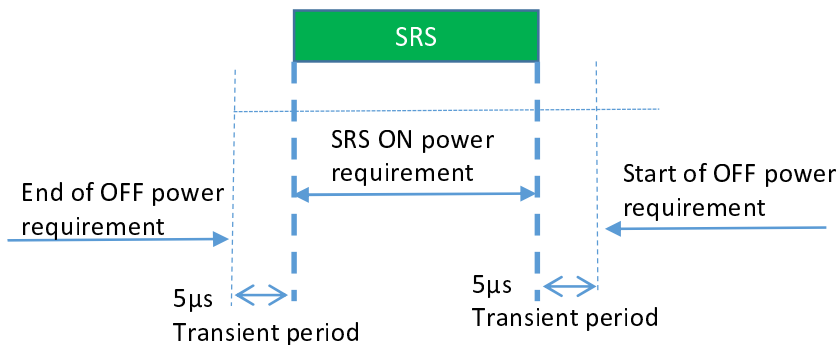 SRS
SRS ON power
requirement
End of OFF power
requirement
Start of OFF power
requirement
5µs
Transient period
5µs
Transient period